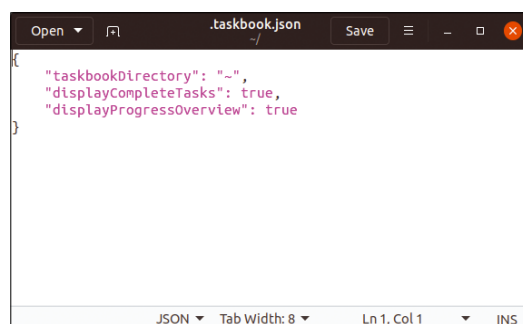 Open
.taskbook.json
~/
Save
{
    "taskbookDirectory": "~",
    "displayCompleteTasks": true,
    "displayProgressOverview": true
}
JSON Tab Width: 8 Ln 1, Col 1 INS